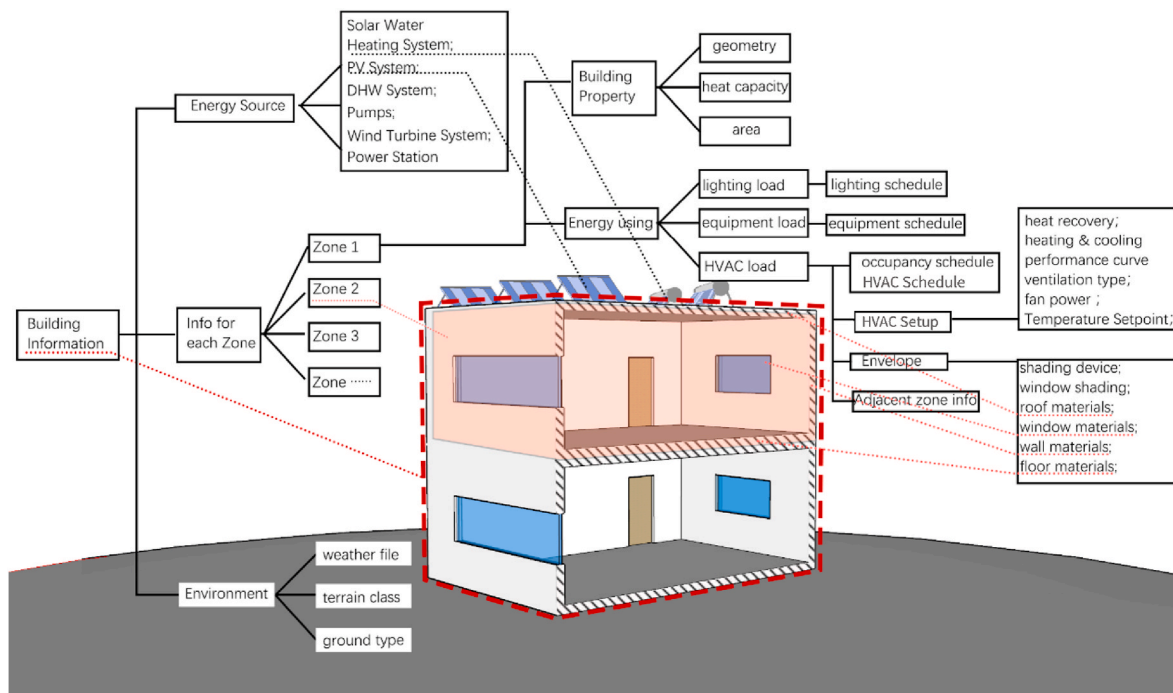 Solar Water
Heating System;
PV System;
DHW System;
Pumps;
Wind Turbine System;
Power Station
Energy Source
Building
Property
geometry
heat capacity
area
Energy using
lighting load
lighting schedule
equipment load
equipment schedule
HVAC load
occupancy schedule
HVAC Schedule
HVAC Setup
heat recovery;
heating & cooling
performance curve
ventilation type;
fan power ;
Temperature Setpoint;
Envelope
shading device;
window shading;
roof materials;
window materials;
wall materials;
floor materials;
Adjacent zone info
Building
Information
Info for
each Zone
Zone 1
Zone 2
Zone 3
Zone ······
Environment
weather file
terrain class
ground type